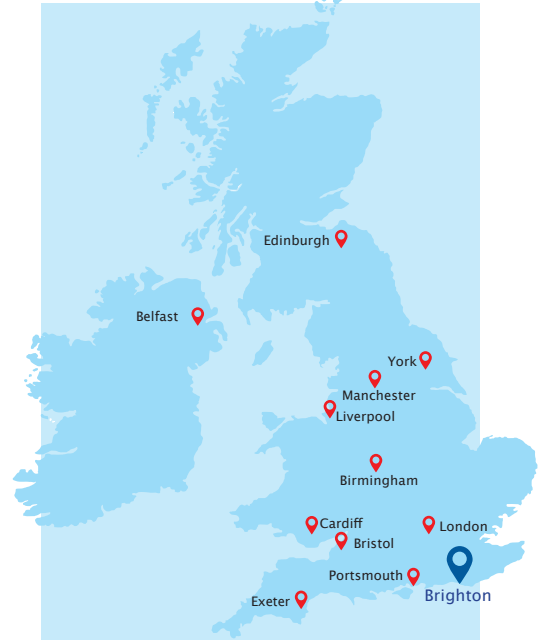 Edinburgh
Belfast
York
Manchester
Liverpool
Birmingham
Cardiff
London
Bristol
Portsmouth
Brighton
Exeter